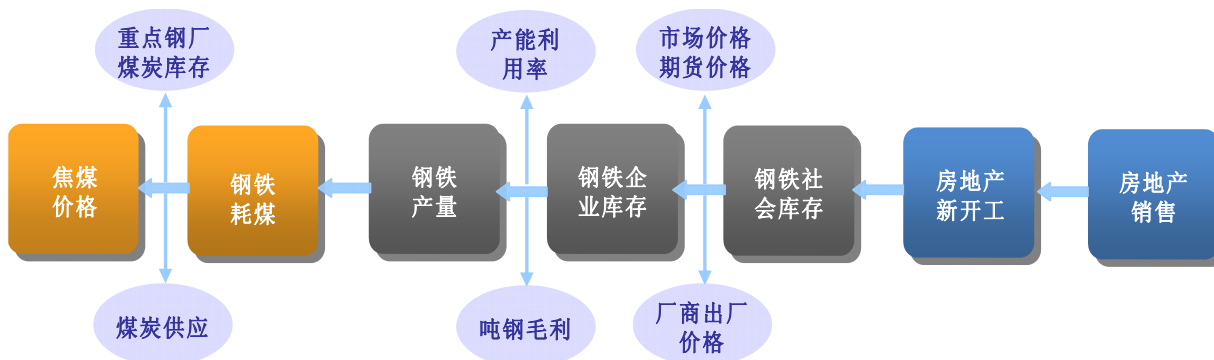 重点钢厂
煤炭库存
产能利
用率
市场价格
期货价格
焦煤
价格
钢铁
耗煤
钢铁
产量
钢铁企
业库存
钢铁社
会库存
房地产
新开工
房地产
销售
煤炭供应
吨钢毛利
厂商出厂
价格